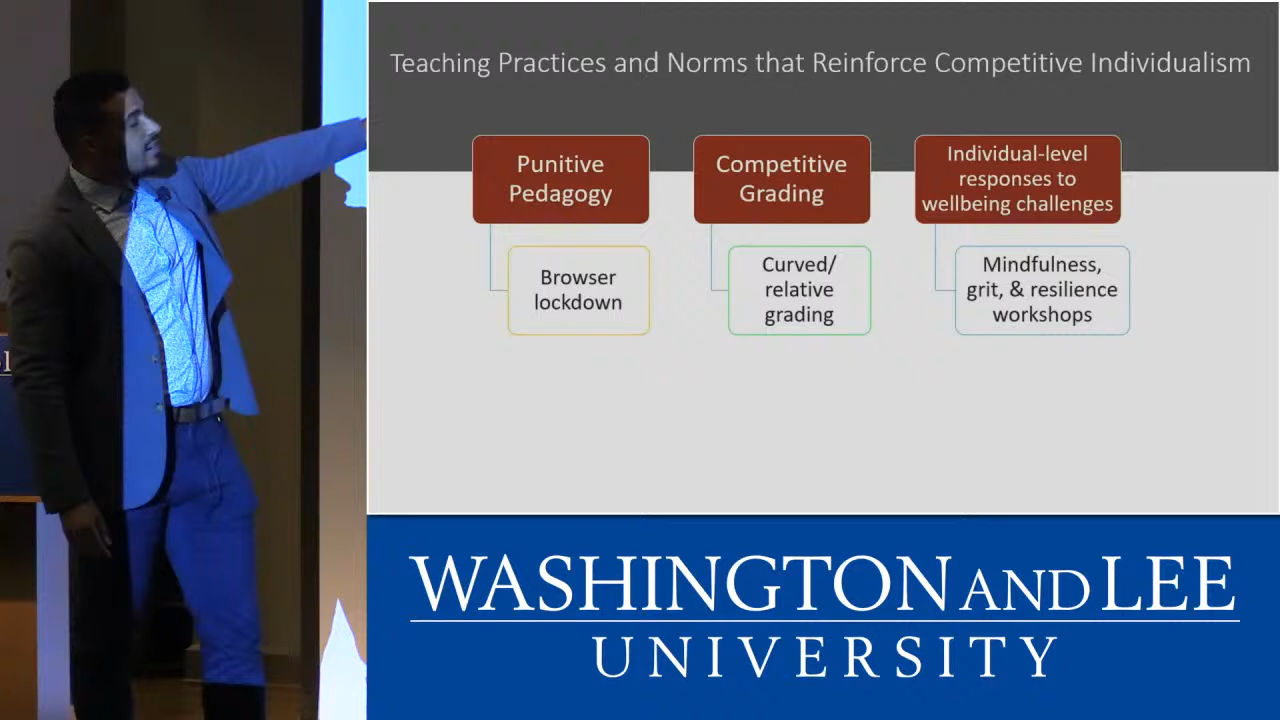 Teaching Practices and Norms that Reinforce Competitive Individualism
Punitive
Pedagogy
Browser
lockdown
Competitive
Grading
Curved/
relative
grading
Individual-level
responses to
wellbeing challenges
Mindfulness,
grit, & resilience
workshops
WASHINGTON AND LEE
UNIVERSITY